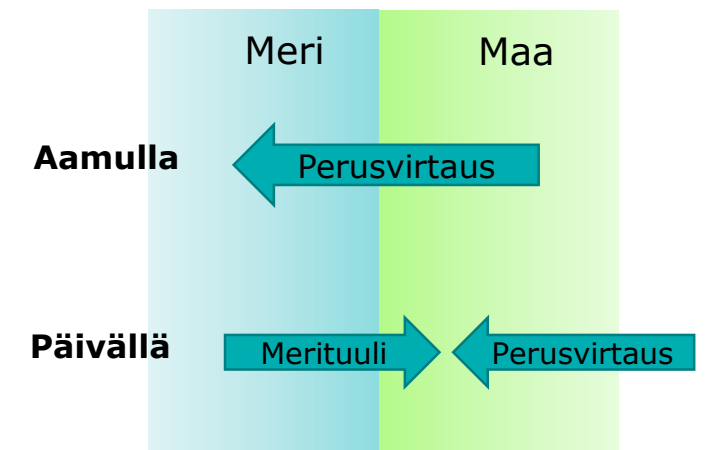 Meri
Maa
Aamulla
Perusvirtaus
Päivällä
Merituuli
Perusvirtaus